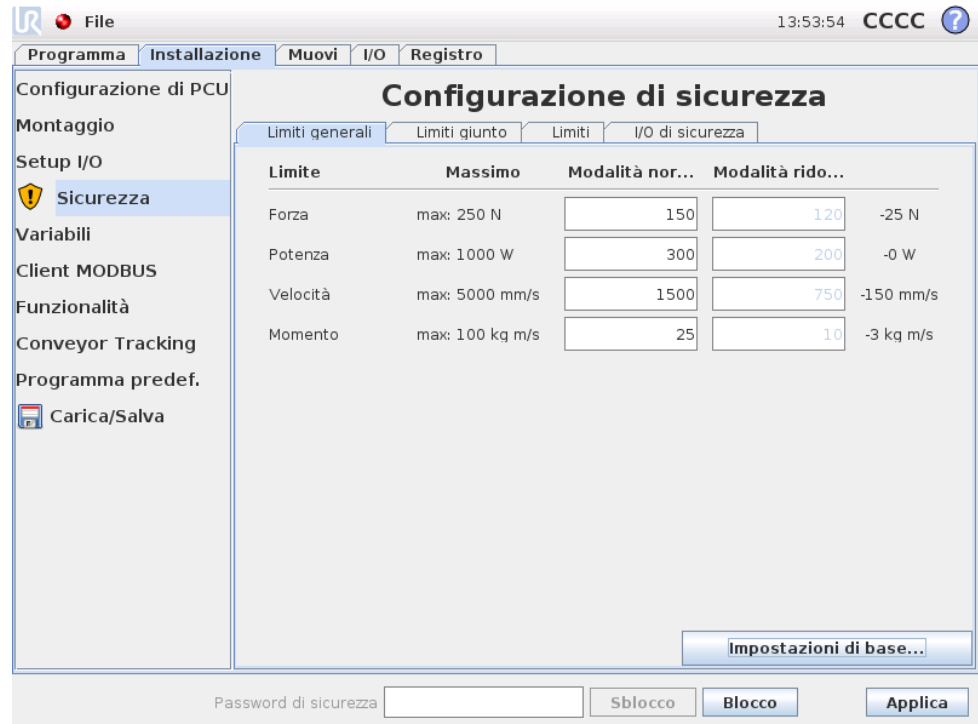 UR File 13:53:54 CCCC ?
Programma Installazione Muovi I/O Registro
Configurazione di PCU
Montaggio
Setup I/O
Sicurezza
Variabili
Client MODBUS
Funzionalità
Conveyor Tracking
Programma predef.
Carica/Salva
Configurazione di sicurezza
Limiti generali Limiti giunto Limiti I/O di sicurezza
Limite Massimo Modalità nor... Modalità rido...
Forza max: 250 N 150 120 -25 N
Potenza max: 1000 W 300 200 -0 W
Velocità max: 5000 mm/s 1500 750 -150 mm/s
Momento max: 100 kg m/s 25 10 -3 kg m/s
Impostazioni di base...
Password di sicurezza Sblocco Blocco Applica